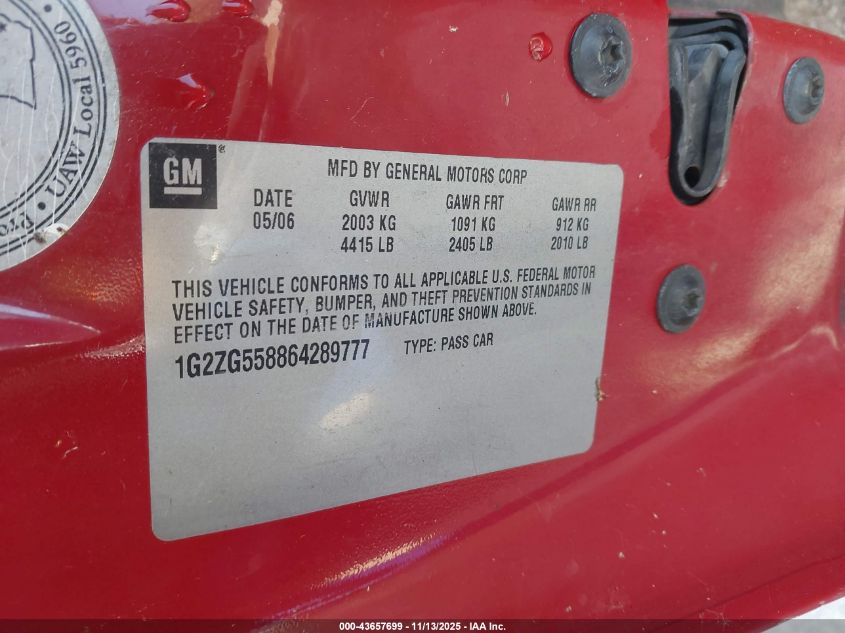 UAW Local 5960
GM
MFD BY GENERAL MOTORS CORP
DATE GVWR GAWR FRT GAWR RR
05/06 2003 KG 1091 KG 912 KG
4415 LB 2405 LB 2010 LB
THIS VEHICLE CONFORMS TO ALL APPLICABLE U.S. FEDERAL MOTOR
VEHICLE SAFETY, BUMPER, AND THEFT PREVENTION STANDARDS IN
EFFECT ON THE DATE OF MANUFACTURE SHOWN ABOVE.
1G2ZG558864289777 TYPE: PASS CAR
000-43657699 - 11/13/2025 - IAA Inc.